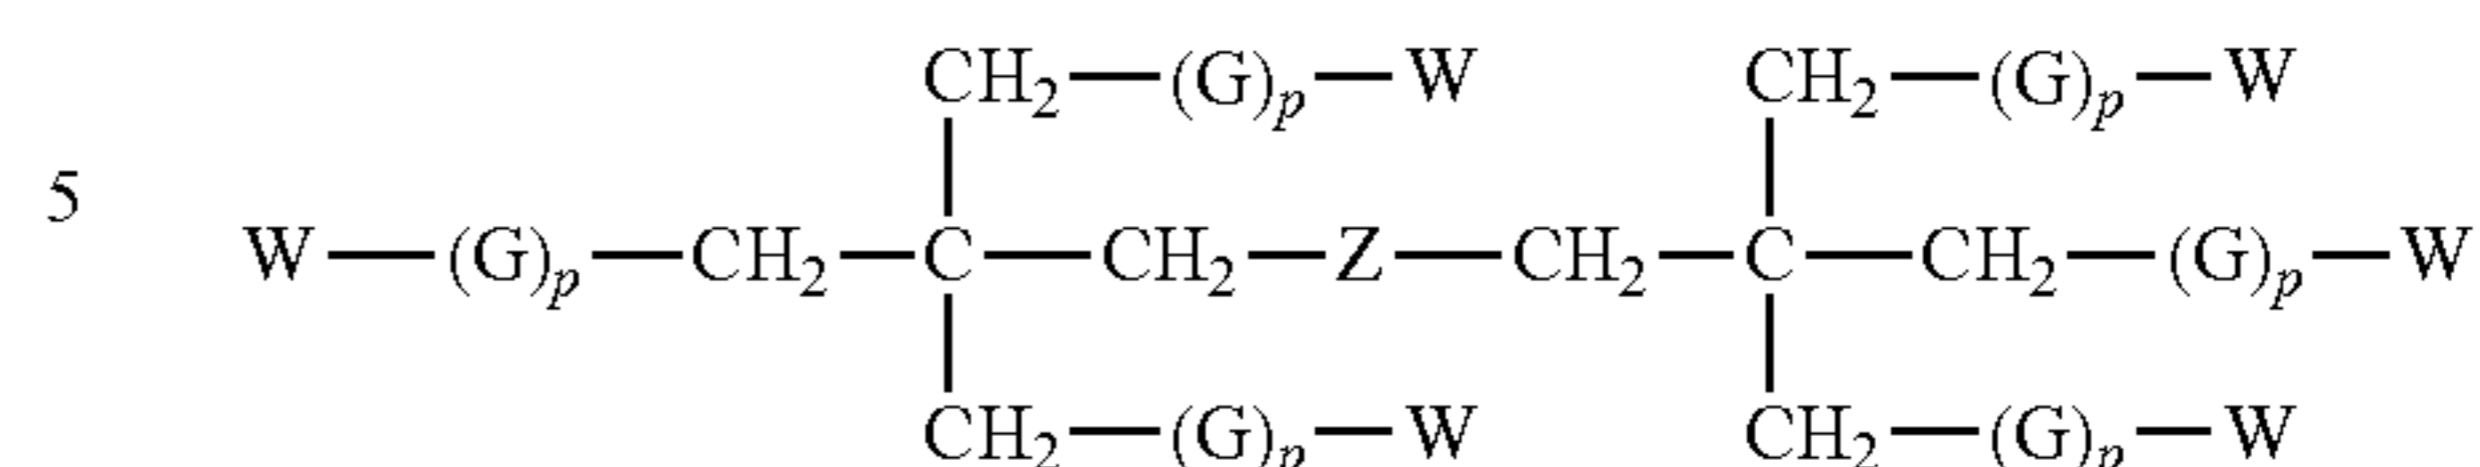 CH₂—(G)ₚ—W CH₂—(G)ₚ—W
5
W—(G)ₚ—CH₂—C—CH₂—Z—CH₂—C—CH₂—(G)ₚ—W
CH₂—(G)ₚ—W CH₂—(G)ₚ—W